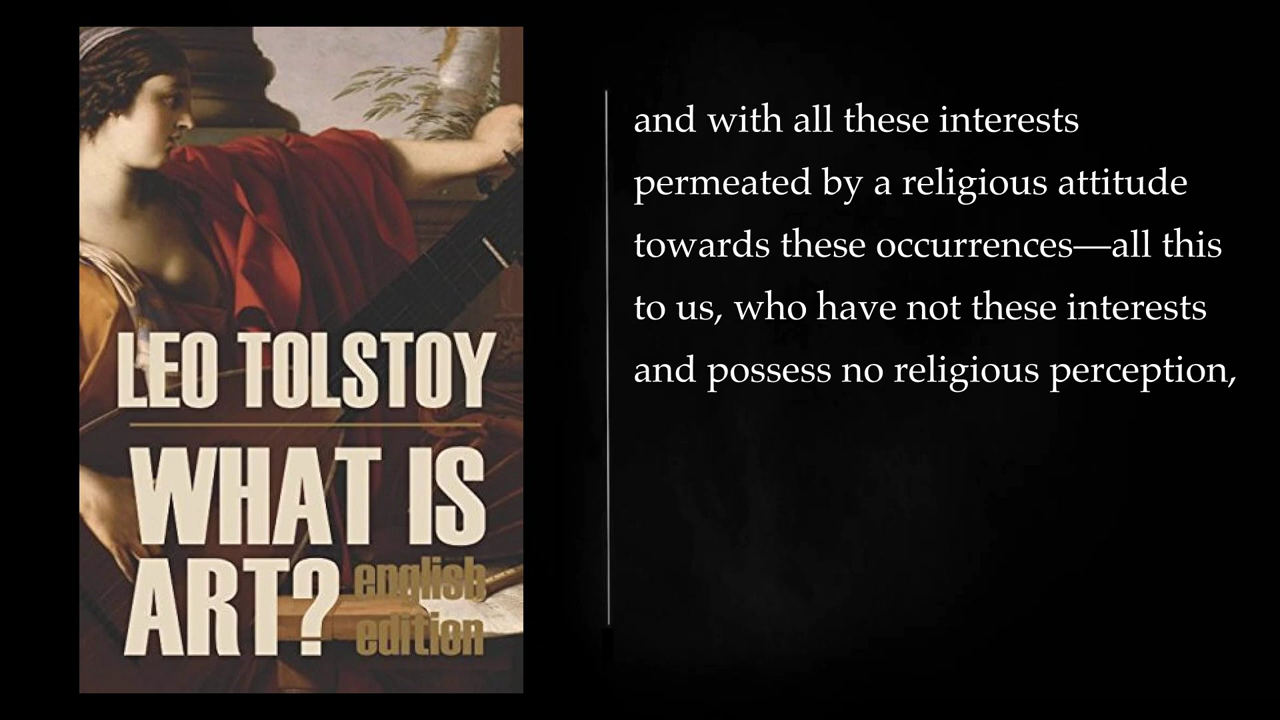 LEO TOLSTOY
WHAT IS
ART?
english
edition
and with all these interests
permeated by a religious attitude
towards these occurrences—all this
to us, who have not these interests
and possess no religious perception,